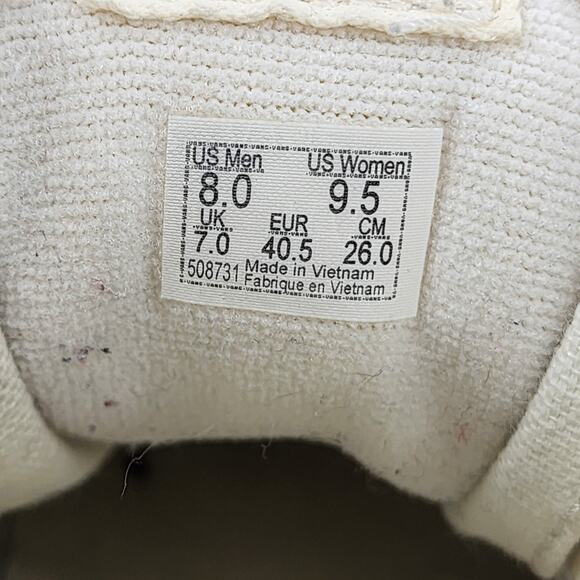 US Men US Women
8.0 9.5
UK EUR CM
7.0 40.5 26.0
508731 Made in Vietnam
Fabrique en Vietnam